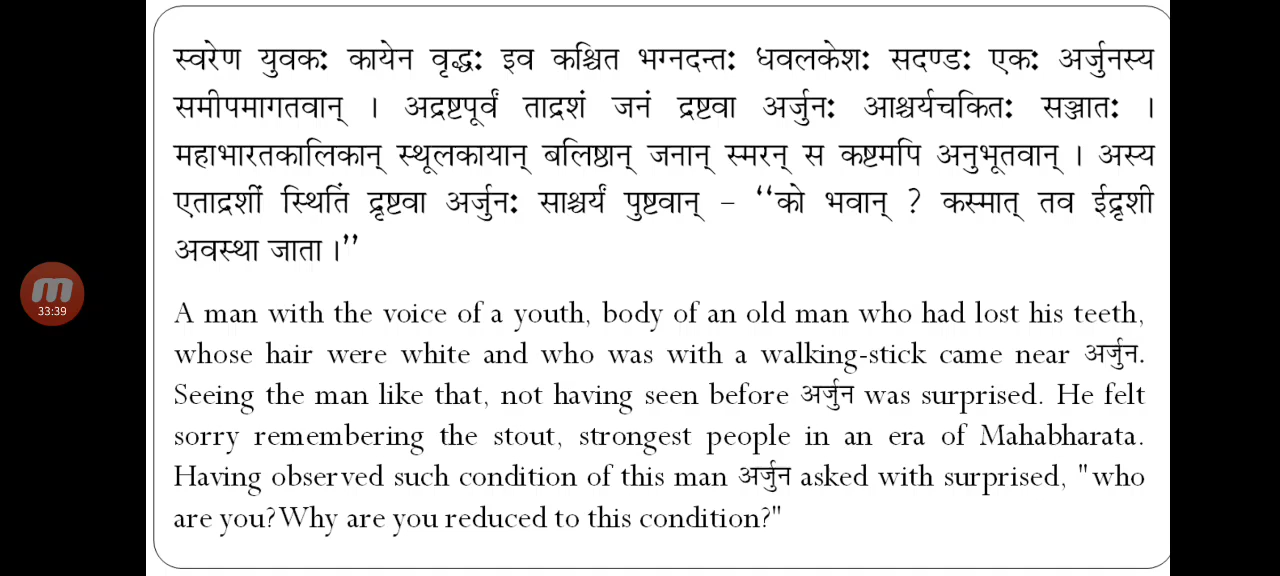 स्वरेण युवकः कायेन वृद्धः इव कश्चित भग्नदन्तः धवलकेशः सदण्डः एकः अर्जुनस्य
समीपमागतवान् । अद्रष्टपूर्वं ताद्रशं जनं द्रष्टवा अर्जुनः आश्चर्यचकितः सञ्जातः ।
महाभारतकालिकान् स्थूलकायान् बलिष्ठान् जनान् स्मरन् स कष्टमपि अनुभूतवान् । अस्य
एताद्रशीं स्थितिं दृष्टवा अर्जुनः साश्चर्यं पुष्टवान् – “को भवान् ? कस्मात् तव ईदृशी
अवस्था जाता ।”
A man with the voice of a youth, body of an old man who had lost his teeth,
whose hair were white and who was with a walking-stick came near अर्जुन.
Seeing the man like that, not having seen before अर्जुन was surprised. He felt
sorry remembering the stout, strongest people in an era of Mahabharata.
Having observed such condition of this man अर्जुन asked with surprised, "who
are you?Why are you reduced to this condition?"
33:39